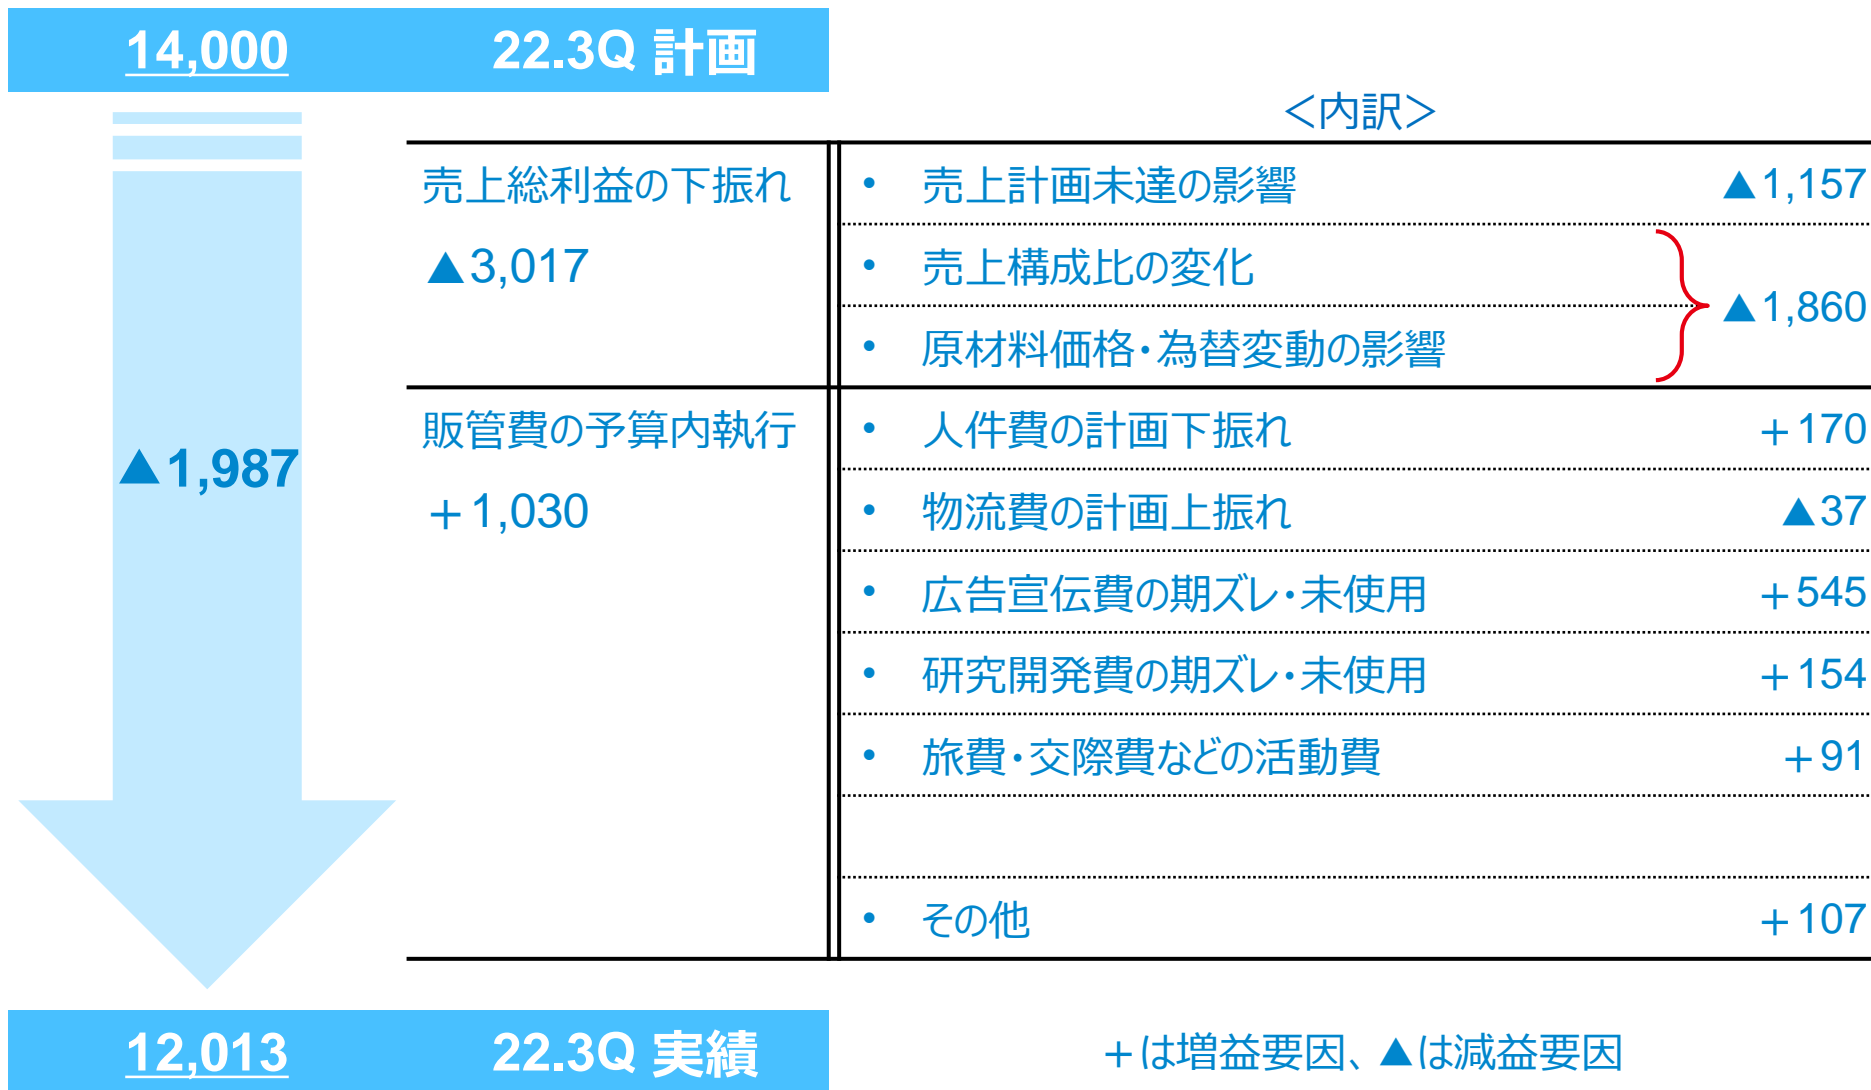 14,000 22.3Q 計画
＜内訳＞
売上総利益の下振れ
▲3,017
• 売上計画未達の影響 ▲1,157
• 売上構成比の変化
• 原材料価格・為替変動の影響
▲1,860
▲1,987
販管費の予算内執行
＋1,030
• 人件費の計画下振れ ＋170
• 物流費の計画上振れ ▲37
• 広告宣伝費の期ズレ・未使用 ＋545
• 研究開発費の期ズレ・未使用 ＋154
• 旅費・交際費などの活動費 ＋91
• その他 ＋107
12,013 22.3Q 実績
＋は増益要因、▲は減益要因